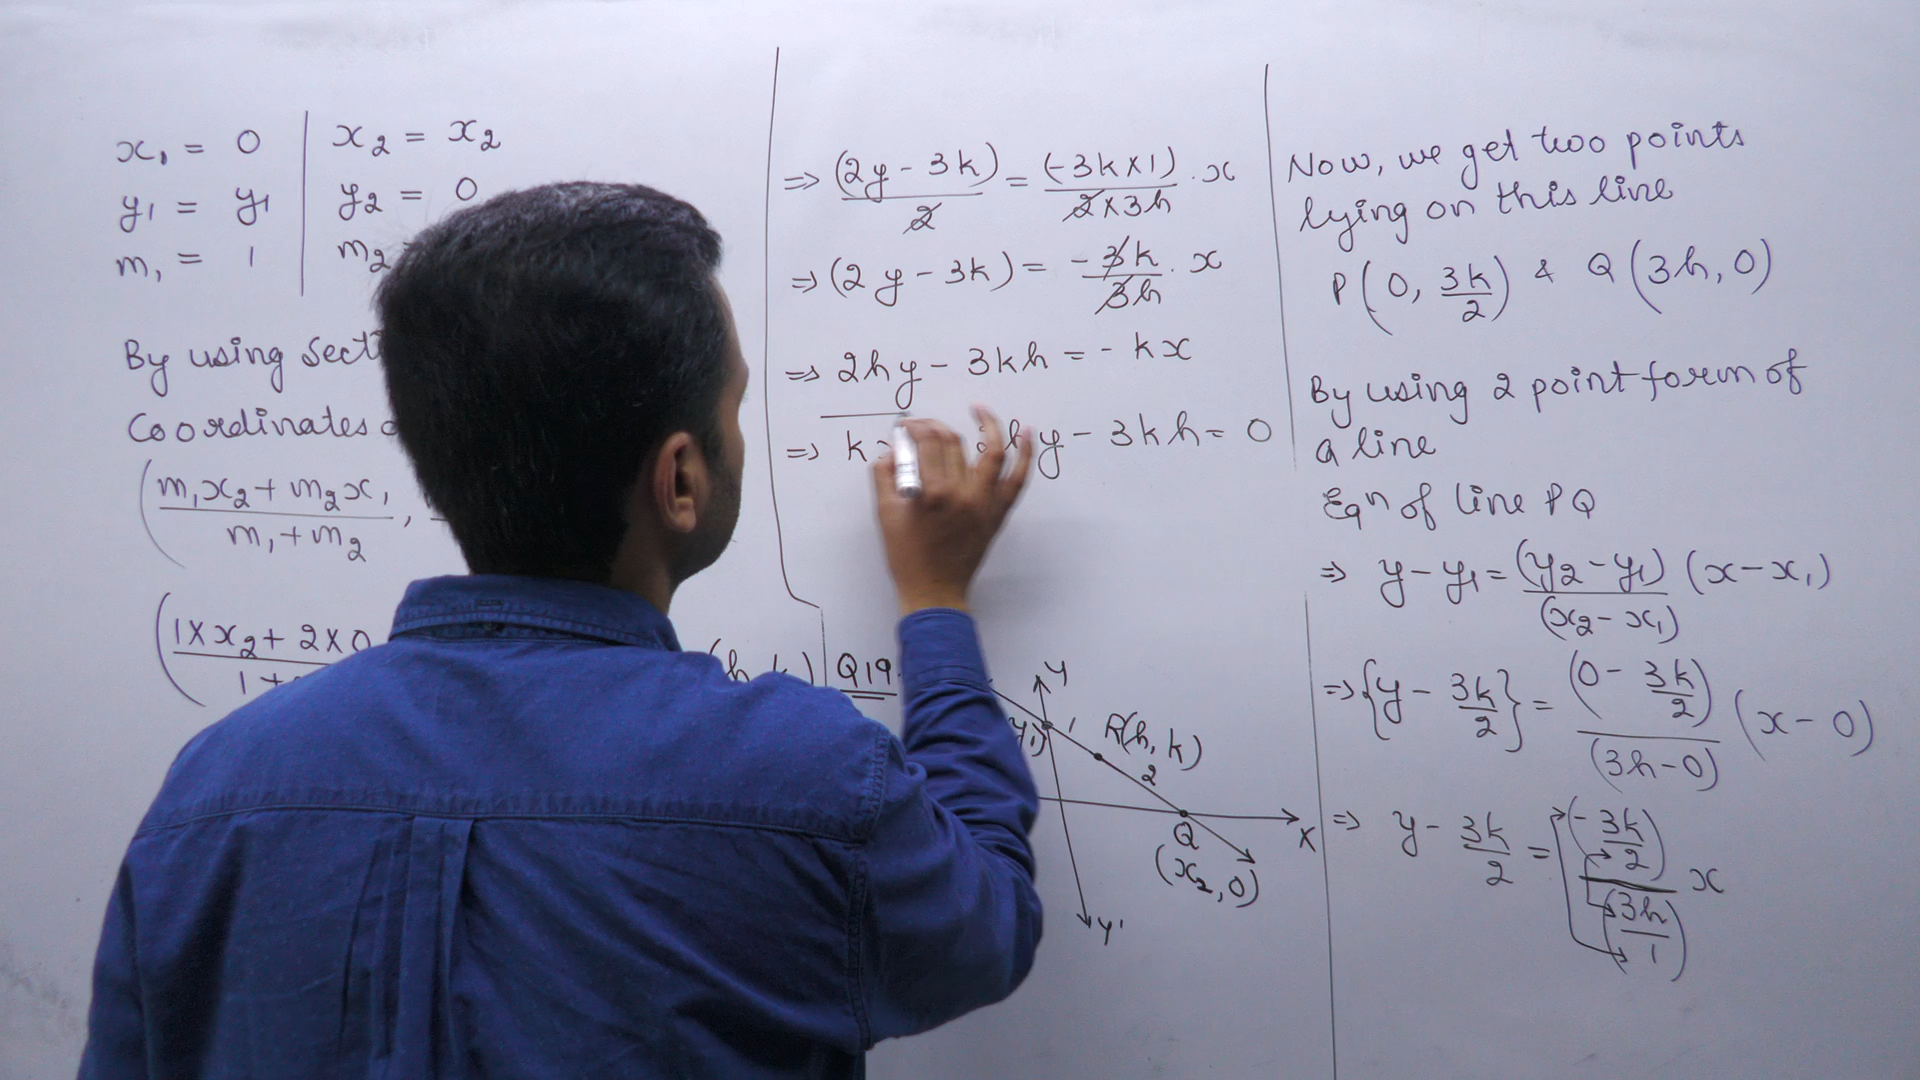 x₁ = 0 | x₂ = x₂
y₁ = y₁ | y₂ = 0
m₁ = 1 | m₂
By using
Coordinates
(m₁x₂ + m₂x₁ / m₁ + m₂,
(1 × x₂ + 2 × 0 / 1 +
⇒ (2y - 3k) / 2 = (-3k × 1) / 2 × 3h . x
⇒ (2y - 3k) = -3k / 3h . x
⇒ 2hy - 3kh = - kx
⇒ k y - 3kh = 0
Q19
Y
R(h, k)
1
2
Q
(x₂, 0)
X
Y'
Now, we get two points
lying on this line
P(0, 3k/2) & Q(3h, 0)
By using 2 point form of
a line
Eqn of line PQ
⇒ y - y₁ = (y₂ - y₁) / (x₂ - x₁) (x - x₁)
⇒ {y - 3k/2} = (0 - 3k/2) / (3h - 0) (x - 0)
⇒ y - 3k/2 = (-3k/2) / (3h/1) x